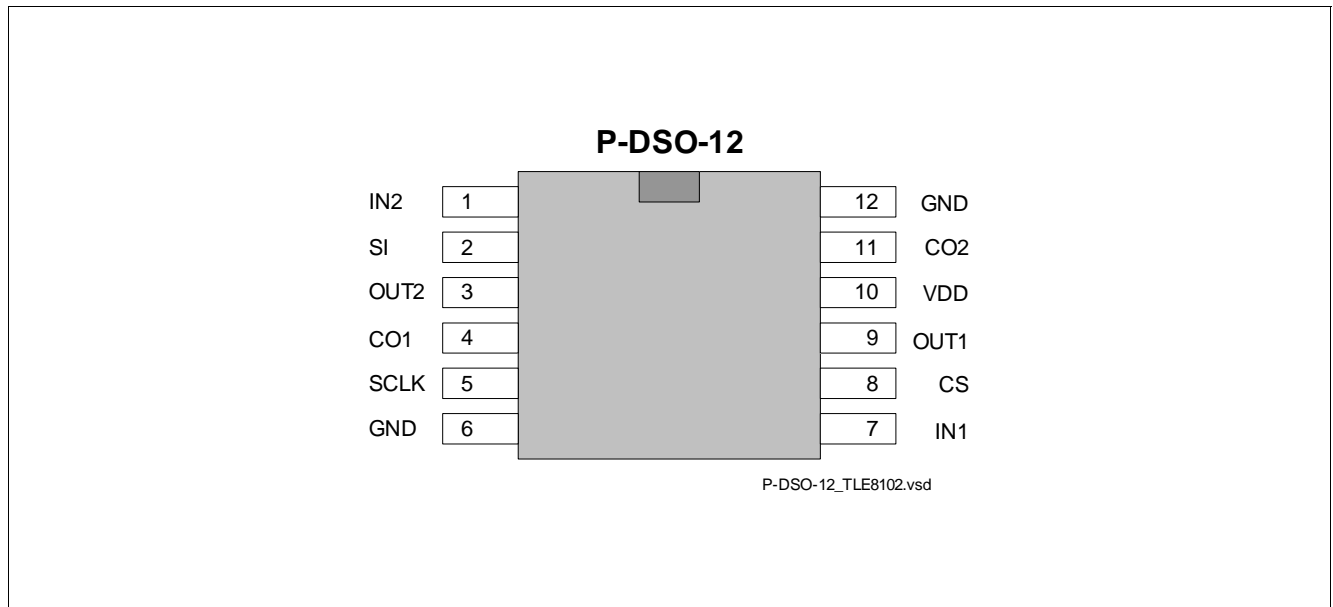 P-DSO-12
IN2 1 12 GND
SI 2 11 CO2
OUT2 3 10 VDD
CO1 4 9 OUT1
SCLK 5 8 CS
GND 6 7 IN1
P-DSO-12_TLE8102.vsd